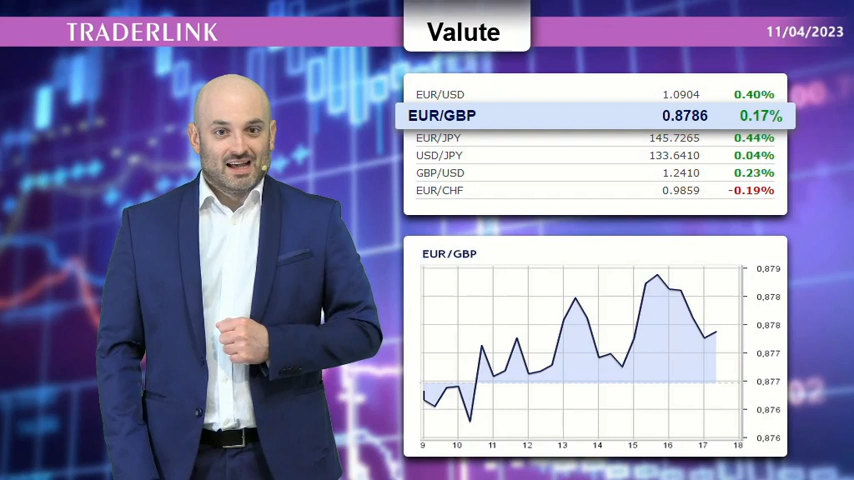 TRADERLINK
Valute
11/04/2023
EUR/USD 1.0904 0.40%
EUR/GBP 0.8786 0.17%
EUR/JPY 145.7265 0.44%
USD/JPY 133.6410 0.04%
GBP/USD 1.2410 0.23%
EUR/CHF 0.9859 -0.19%
EUR/GBP
0,879
0,878
0,878
0,877
0,877
0,876
0,876
9 10 11 12 13 14 15 16 17 18